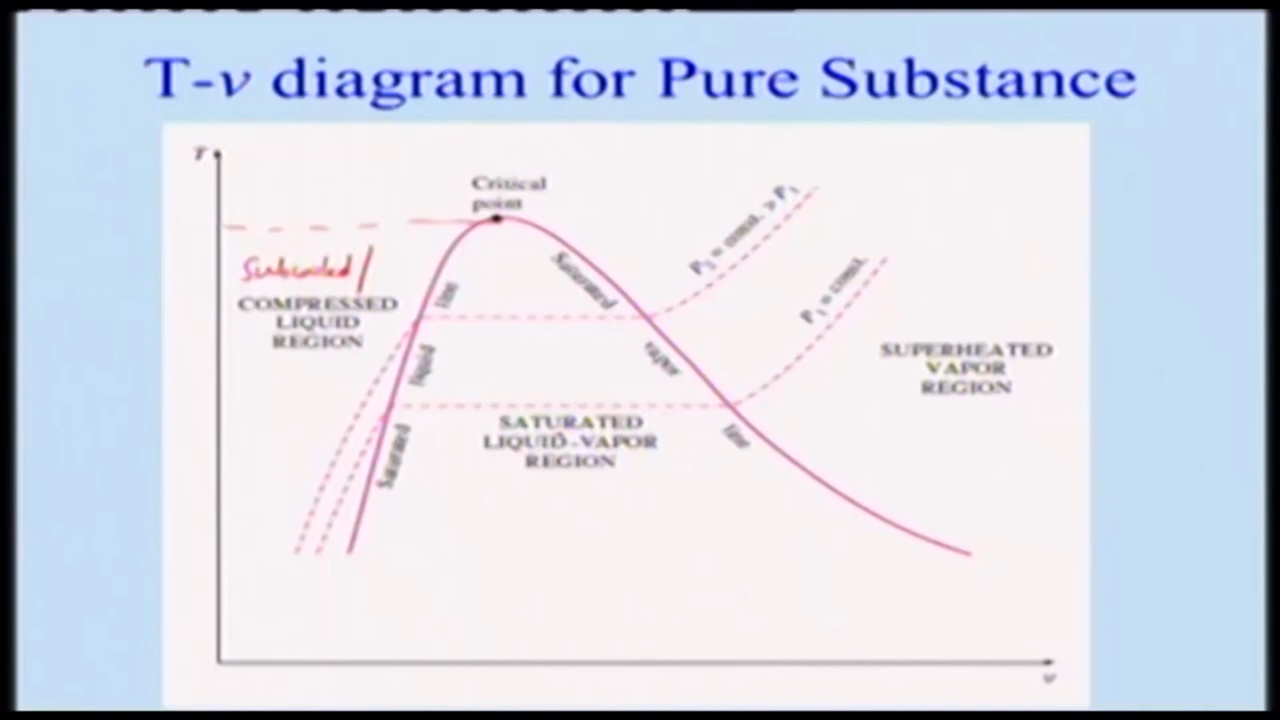 T-v diagram for Pure Substance
T
Critical
point
P₂ = const. > P₁
P₁ = const.
Subcooled/
COMPRESSED
LIQUID
REGION
Saturated
liquid
line
Saturated
vapor
line
SUPERHEATED
VAPOR
REGION
SATURATED
LIQUID-VAPOR
REGION
v